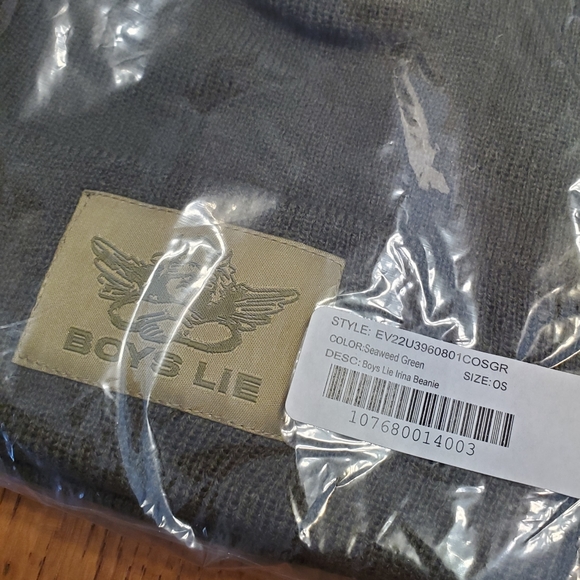 BOYS LIE
STYLE: EV22U3960801COSGR
COLOR:Seaweed Green SIZE:OS
DESC: Boys Lie Irina Beanie
107680014003